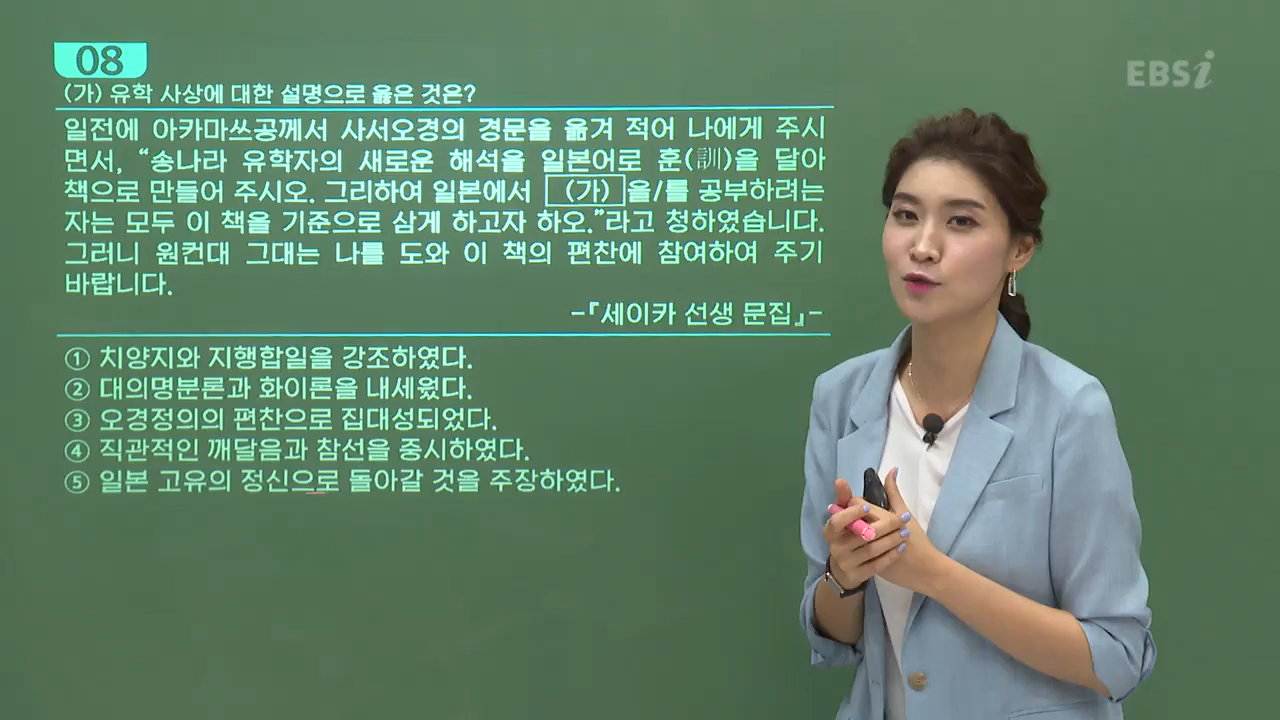 08
EBSi
(가) 유학 사상에 대한 설명으로 옳은 것은?
일전에 아카마쓰공께서 사서오경의 경문을 옮겨 적어 나에게 주시
면서, “송나라 유학자의 새로운 해석을 일본어로 훈(訓)을 달아
책으로 만들어 주시오. 그리하여 일본에서 (가) 을/를 공부하려는
자는 모두 이 책을 기준으로 삼게 하고자 하오.”라고 청하였습니다.
그러니 원컨대 그대는 나를 도와 이 책의 편찬에 참여하여 주기
바랍니다.
-『세이카 선생 문집』-
① 치양지와 지행합일을 강조하였다.
② 대의명분론과 화이론을 내세웠다.
③ 오경정의의 편찬으로 집대성되었다.
④ 직관적인 깨달음과 참선을 중시하였다.
⑤ 일본 고유의 정신으로 돌아갈 것을 주장하였다.